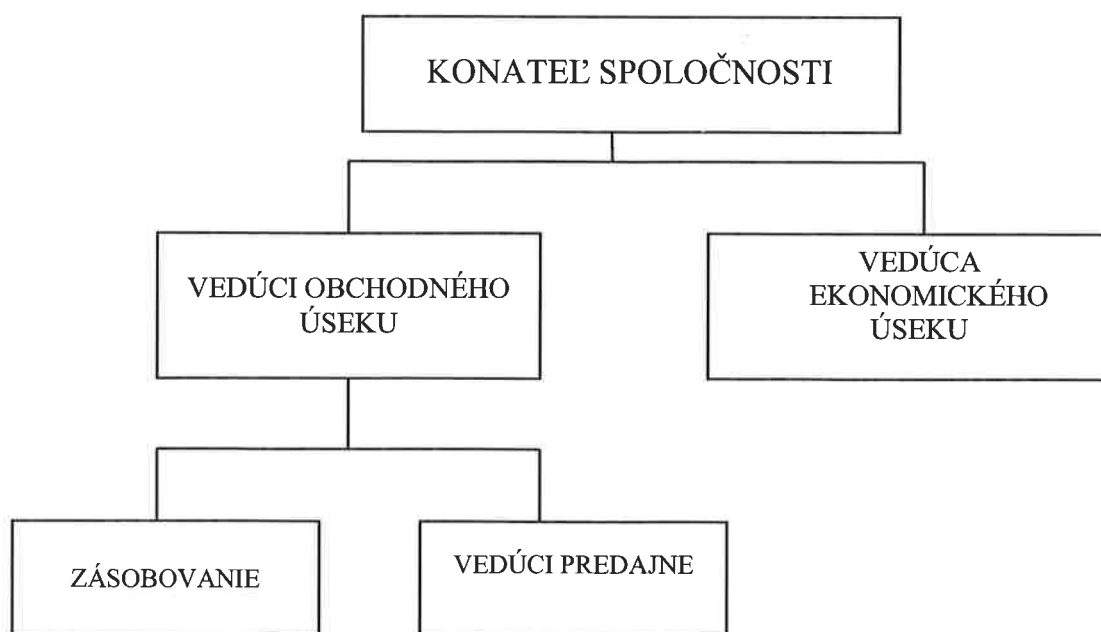 KONATEĽ SPOLOČNOSTI
VEDÚCI OBCHODNÉHO
ÚSEKU
VEDÚCA
EKONOMICKÉHO
ÚSEKU
ZÁSOBOVANIE
VEDÚCI PREDAJNE